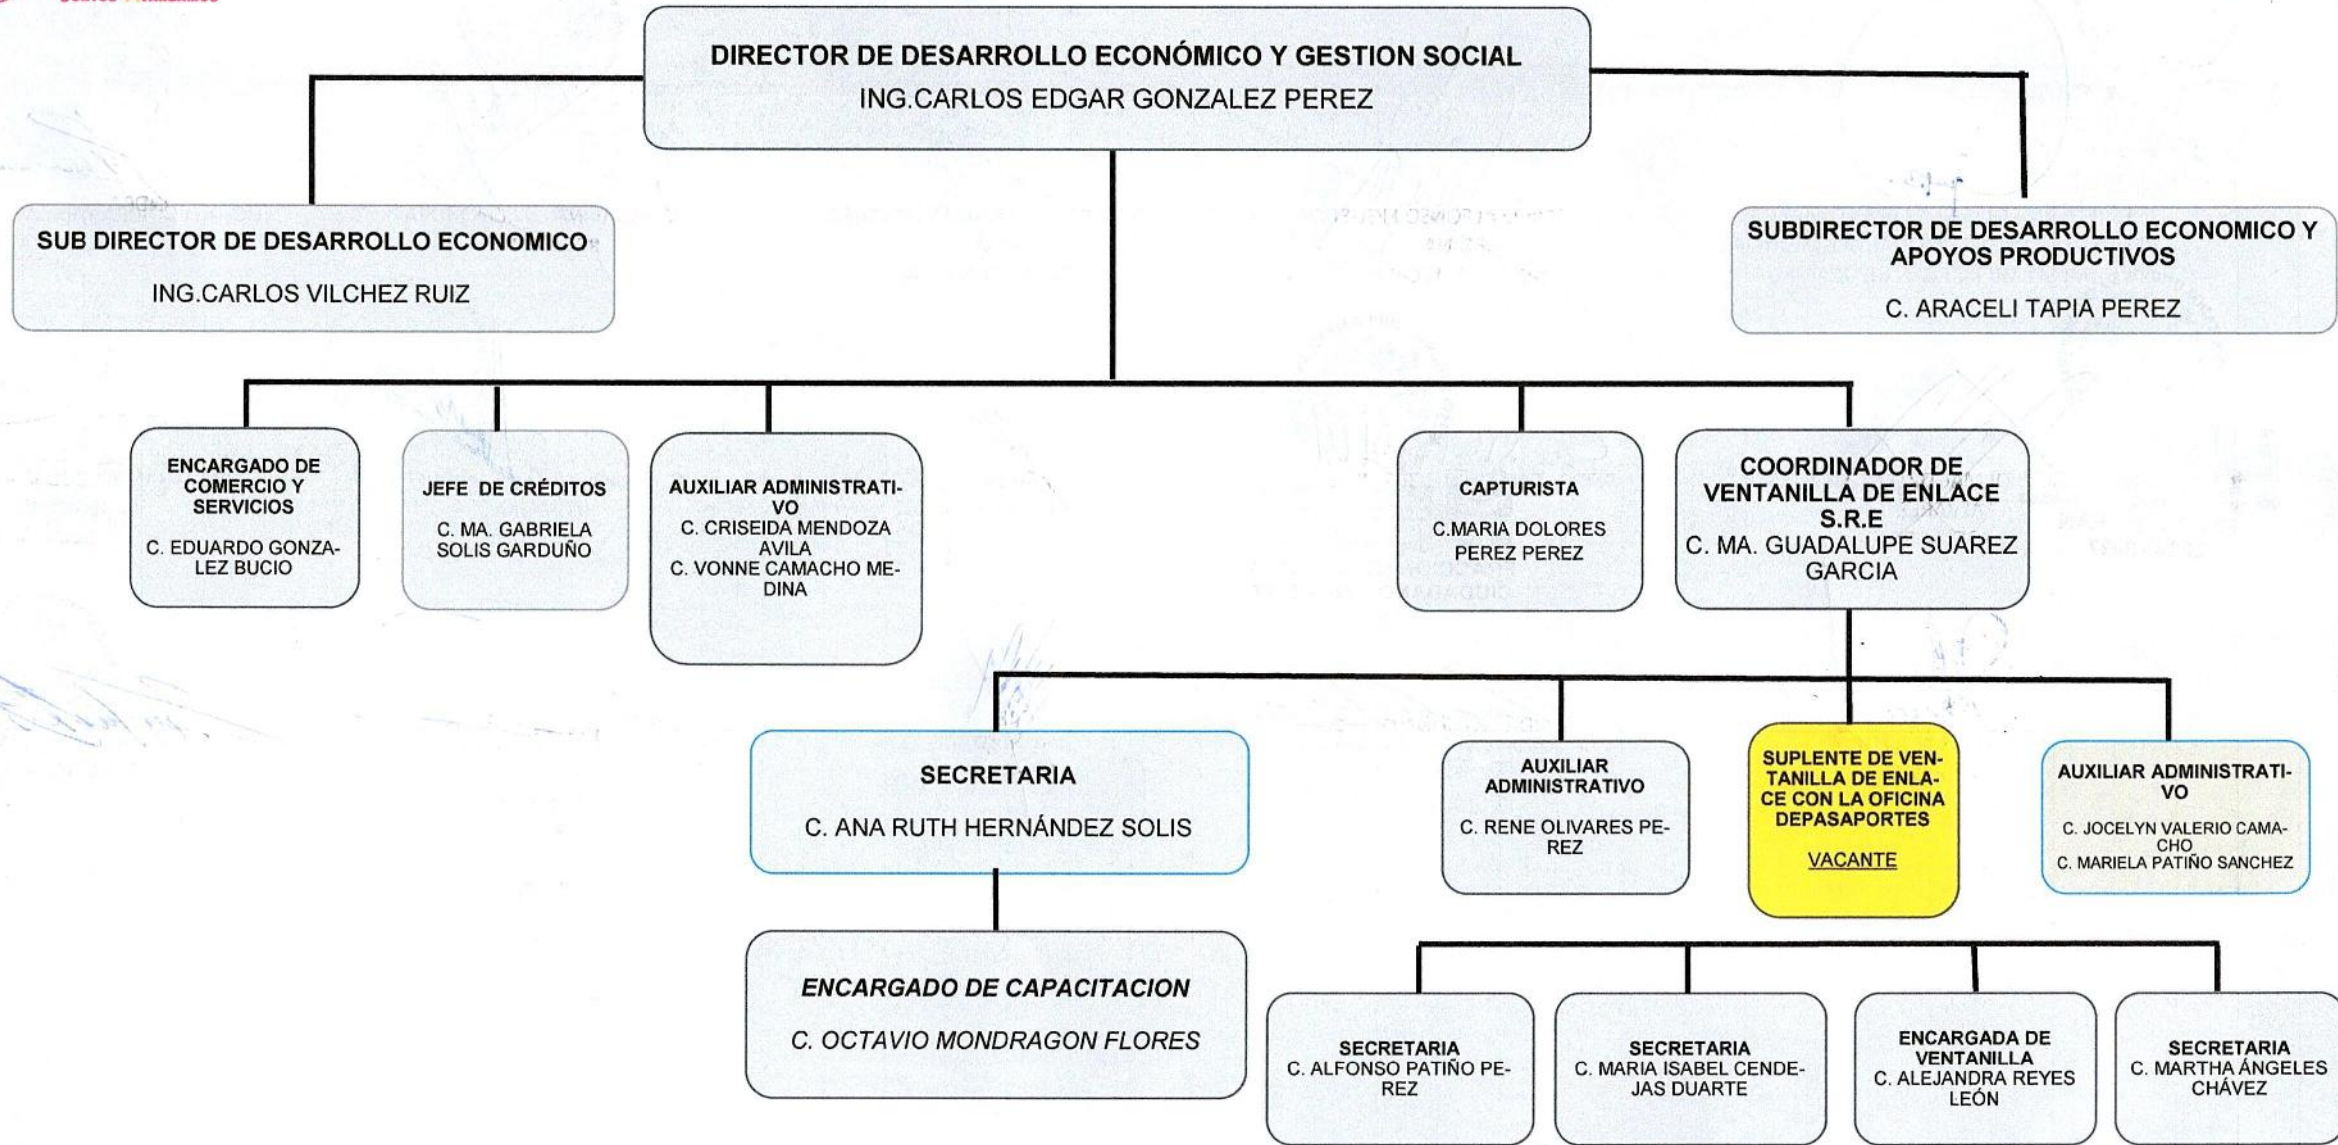 DIRECTOR DE DESARROLLO ECONÓMICO Y GESTION SOCIAL
ING.CARLOS EDGAR GONZALEZ PEREZ
SUB DIRECTOR DE DESARROLLO ECONOMICO
ING.CARLOS VILCHEZ RUIZ
SUBDIRECTOR DE DESARROLLO ECONOMICO Y
APOYOS PRODUCTIVOS
C. ARACELI TAPIA PEREZ
ENCARGADO DE
COMERCIO Y
SERVICIOS
C. EDUARDO GONZA-
LEZ BUCIO
JEFE DE CRÉDITOS
C. MA. GABRIELA
SOLIS GARDUÑO
AUXILIAR ADMINISTRATI-
VO
C. CRISEIDA MENDOZA
AVILA
C. VONNE CAMACHO ME-
DINA
CAPTURISTA
C.MARIA DOLORES
PEREZ PEREZ
COORDINADOR DE
VENTANILLA DE ENLACE
S.R.E
C. MA. GUADALUPE SUAREZ
GARCIA
SECRETARIA
C. ANA RUTH HERNÁNDEZ SOLIS
AUXILIAR
ADMINISTRATIVO
C. RENE OLIVARES PE-
REZ
SUPLENTE DE VEN-
TANILLA DE ENLA-
CE CON LA OFICINA
DEPASAPORTES
VACANTE
AUXILIAR ADMINISTRATI-
VO
C. JOCELYN VALERIO CAMA-
CHO
C. MARIELA PATIÑO SANCHEZ
ENCARGADO DE CAPACITACION
C. OCTAVIO MONDRAGON FLORES
SECRETARIA
C. ALFONSO PATIÑO PE-
REZ
SECRETARIA
C. MARIA ISABEL CENDE-
JAS DUARTE
ENCARGADA DE
VENTANILLA
C. ALEJANDRA REYES
LEÓN
SECRETARIA
C. MARTHA ÁNGELES
CHÁVEZ